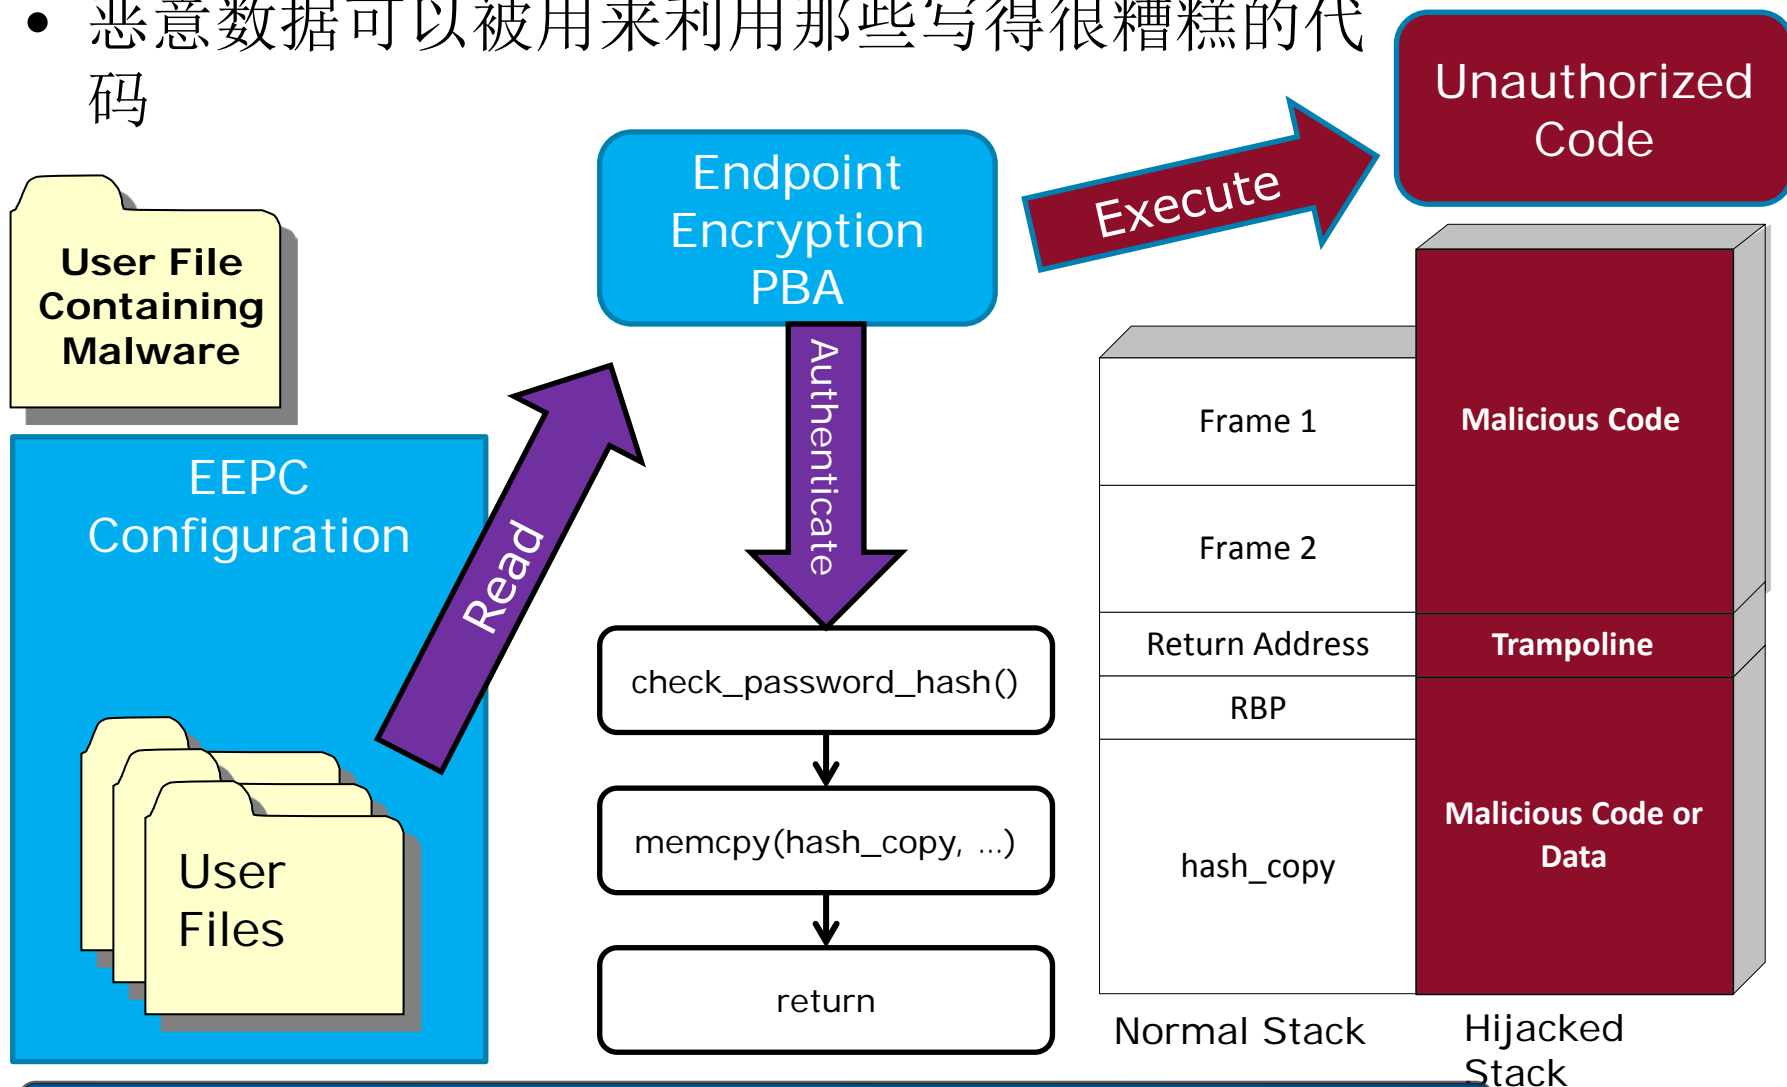 • 恶意数据可以被用来利用那些写得很糟糕的代
码
Unauthorized
Code
Endpoint
Encryption
PBA
Execute
User File
Containing
Malware
Authenticate
EEPC
Configuration
Read
User
Files
check_password_hash()
memcpy(hash_copy, ...)
return
Frame 1
Frame 2
Return Address
RBP
hash_copy
Normal Stack
Malicious Code
Trampoline
Malicious Code or
Data
Hijacked
Stack